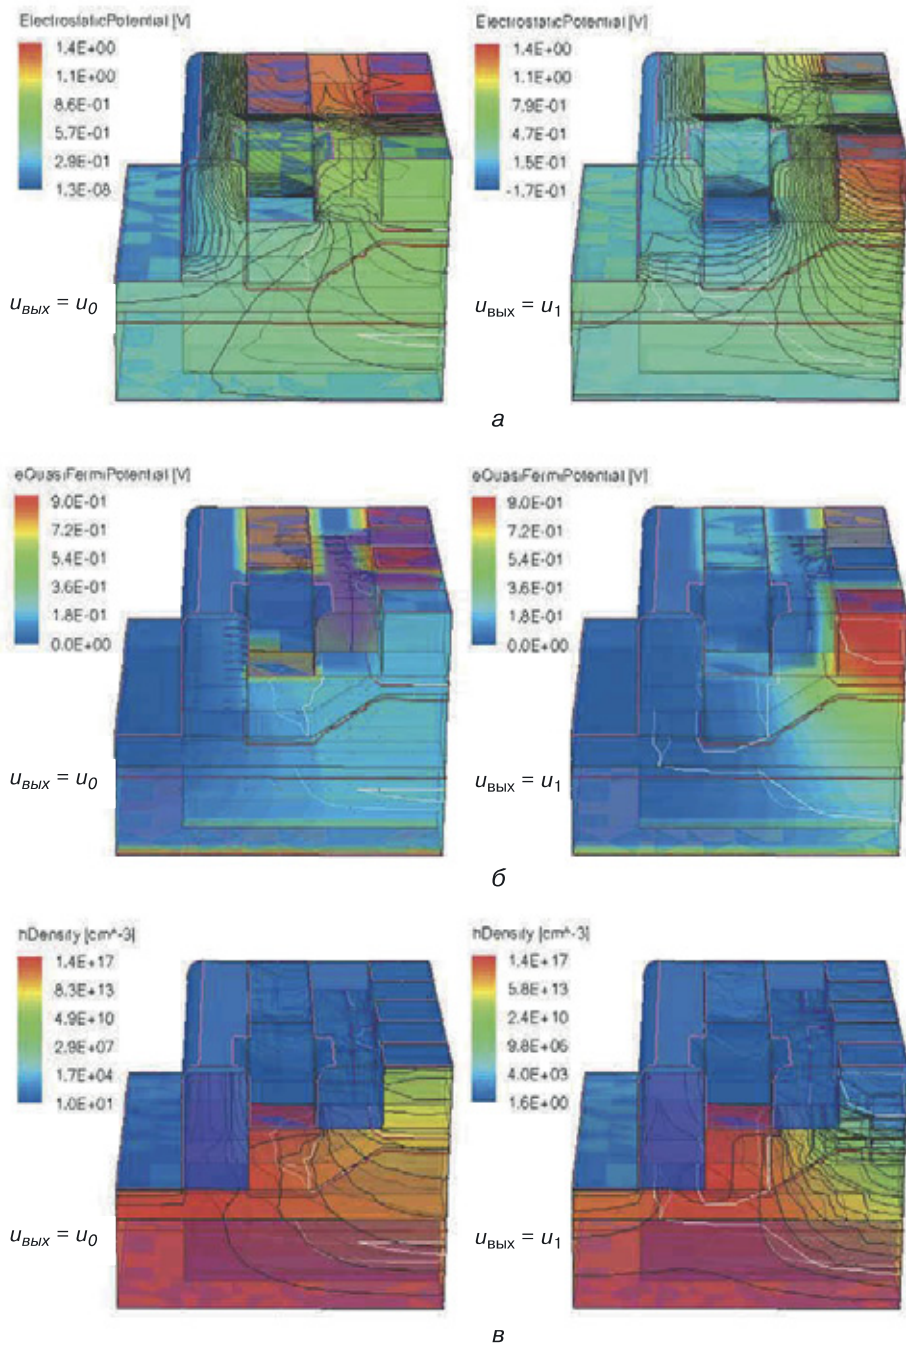 ElectrostaticPotential [V]
1.4E+00
1.1E+00
8.6E-01
5.7E-01
2.9E-01
1.3E-08
uвых = u0
ElectrostaticPotential [V]
1.4E+00
1.1E+00
7.9E-01
4.7E-01
1.5E-01
-1.7E-01
uвых = u1
а
eQuasiFermiPotential [V]
9.0E-01
7.2E-01
5.4E-01
3.6E-01
1.8E-01
0.0E+00
uвых = u0
eQuasiFermiPotential [V]
9.0E-01
7.2E-01
5.4E-01
3.6E-01
1.8E-01
0.0E+00
uвых = u1
б
hDensity [cm^-3]
1.4E+17
8.3E+13
4.9E+10
2.9E+07
1.7E+04
1.0E+01
uвых = u0
hDensity [cm^-3]
1.4E+17
5.8E+13
2.4E+10
9.8E+06
4.0E+03
1.6E+00
uвых = u1
в